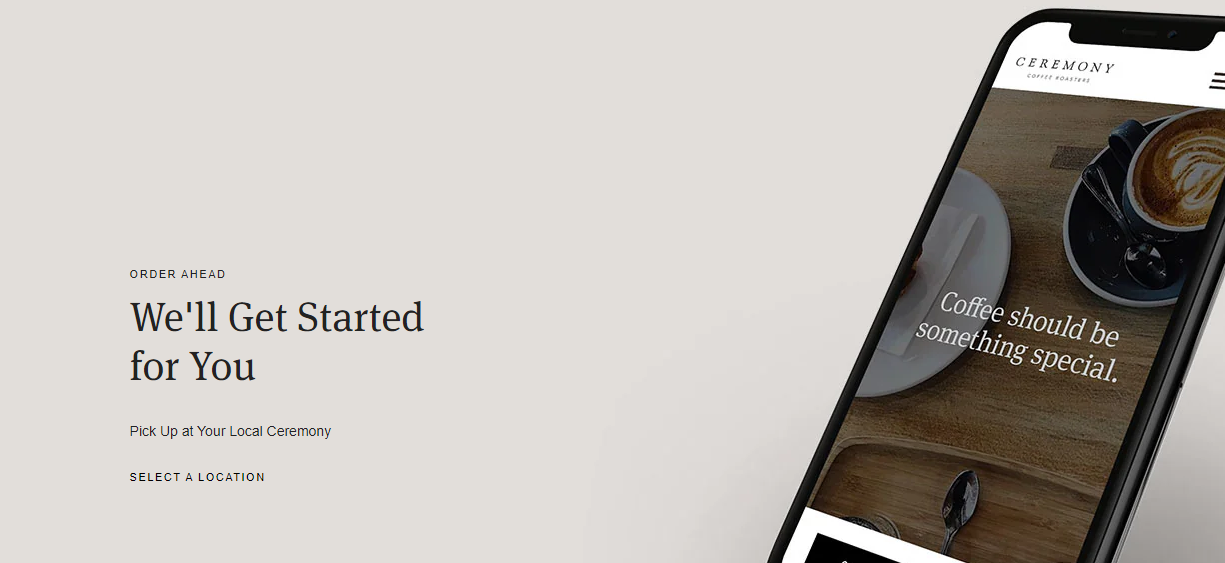 ORDER AHEAD
We'll Get Started
for You
Pick Up at Your Local Ceremony
SELECT A LOCATION
CEREMONY
COFFEE ROASTERS
Coffee should be
something special.